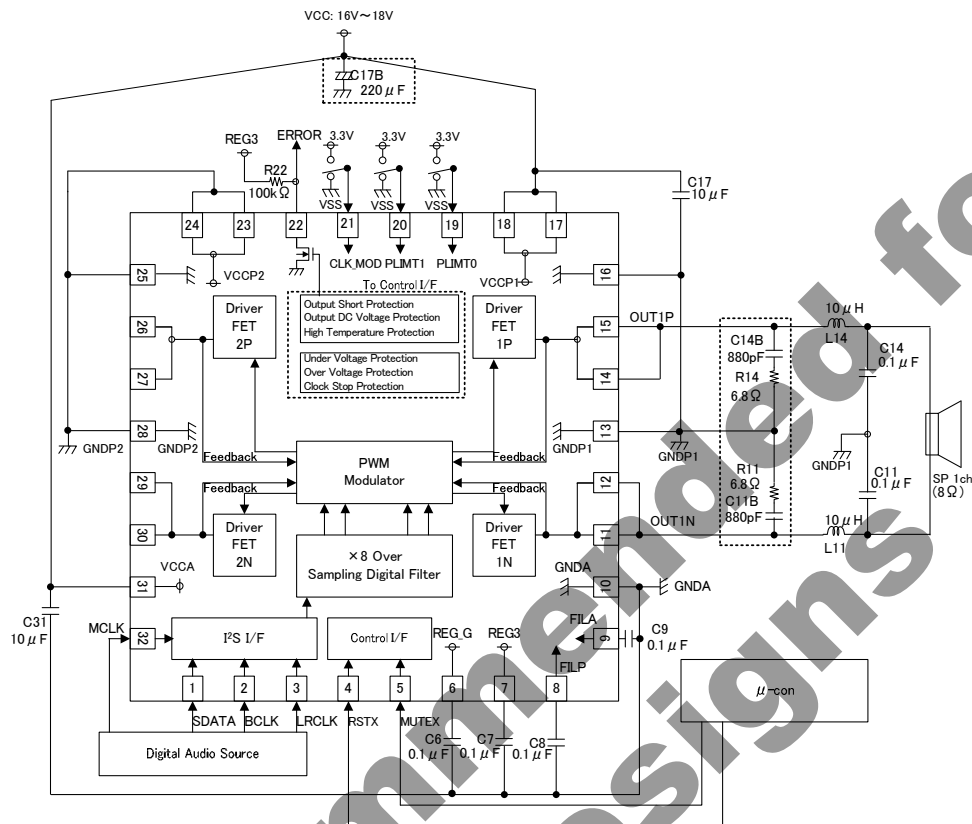 VCC: 16V～18V
C17B
220μF
REG3
ERROR
3.3V
3.3V
3.3V
R22
100kΩ
VSS
VSS
VSS
C17
10μF
24
23
22
21
20
19
18
17
VCCP2
CLK_MOD
PLIMT1
PLIMT0
VCCP1
25
16
To Control I/F
Output Short Protection
Output DC Voltage Protection
High Temperature Protection
Under Voltage Protection
Over Voltage Protection
Clock Stop Protection
Driver
FET
2P
Driver
FET
1P
26
27
15
14
OUT1P
10μH
L14
C14B
880pF
R14
6.8Ω
C14
0.1μF
28
GNDP2
GNDP2
GNDP1
13
GNDP1
GNDP1
Feedback
Feedback
PWM
Modulator
Feedback
Feedback
29
30
12
11
OUT1N
R11
6.8Ω
C11B
880pF
C11
0.1μF
10μH
L11
SP 1ch
(8Ω)
Driver
FET
2N
Driver
FET
1N
×8 Over
Sampling Digital Filter
31
VCCA
GNDA
10
GNDA
C31
10μF
MCLK
32
I²S I/F
Control I/F
REG_G
REG3
FILA
9
C9
0.1μF
FILP
1
2
3
4
5
6
7
8
SDATA
BCLK
LRCLK
RSTX
MUTEX
C6
0.1μF
C7
0.1μF
C8
0.1μF
Digital Audio Source
μ-con
mmended fo
esigns